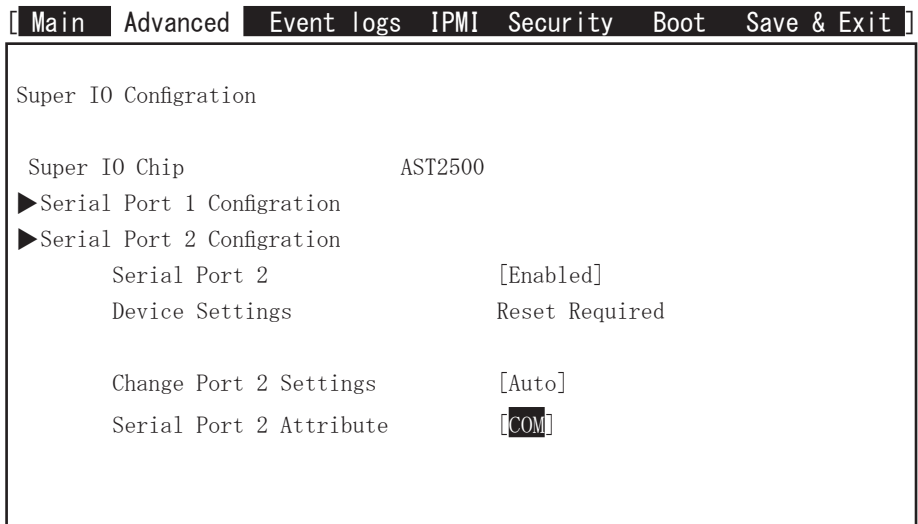 [ Main Advanced Event logs IPMI Security Boot Save & Exit ]
Super IO Configration
Super IO Chip AST2500
▶Serial Port 1 Configration
▶Serial Port 2 Configration
Serial Port 2 [Enabled]
Device Settings Reset Required
Change Port 2 Settings [Auto]
Serial Port 2 Attribute [COM]